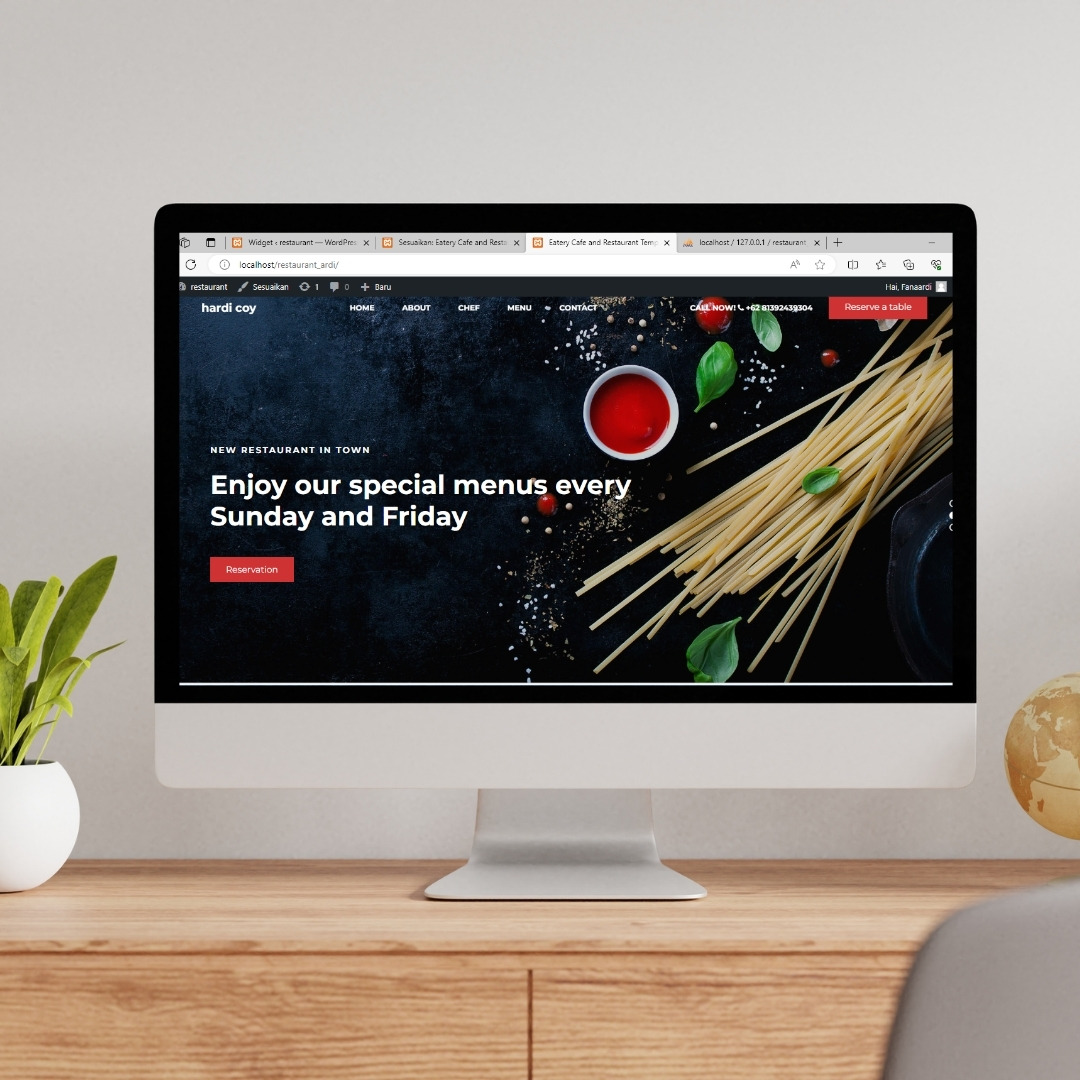 Widget ‹ restaurant — WordPres
Sesuaikan: Eatery Cafe and Resta
Eatery Cafe and Restaurant Temp
localhost / 127.0.0.1 / restaurant
localhost/restaurant_ardi/
restaurant Sesuaikan 1 0 + Baru Hai, Fanaardi
hardi coy HOME ABOUT CHEF MENU CONTACT CALL NOW! +62 81392439304 Reserve a table
NEW RESTAURANT IN TOWN
Enjoy our special menus every
Sunday and Friday
Reservation